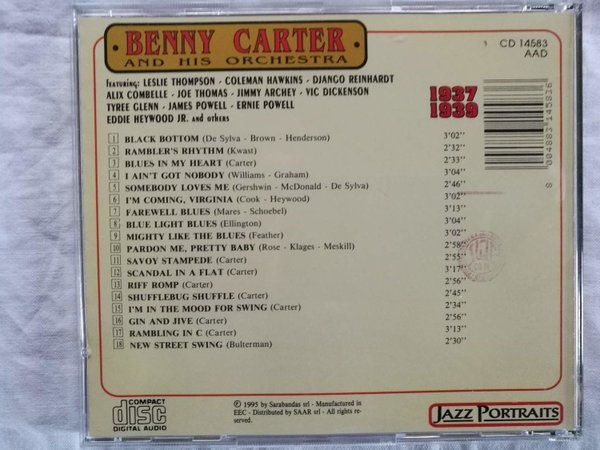 BENNY CARTER
AND HIS ORCHESTRA
CD 14583
AAD
featuring: LESLIE THOMPSON - COLEMAN HAWKINS - DJANGO REINHARDT
ALIX COMBELLE - JOE THOMAS - JIMMY ARCHEY - VIC DICKENSON
TYREE GLENN - JAMES POWELL - ERNIE POWELL
EDDIE HEYWOOD JR. and others
1937
1939
8 004883 145836
1 BLACK BOTTOM (De Sylva - Brown - Henderson) 3'02''
2 RAMBLER'S RHYTHM (Kwast) 2'32''
3 BLUES IN MY HEART (Carter) 2'33''
4 I AIN'T GOT NOBODY (Williams - Graham) 3'04''
5 SOMEBODY LOVES ME (Gershwin - McDonald - De Sylva) 2'46''
6 I'M COMING, VIRGINIA (Cook - Heywood) 3'02''
7 FAREWELL BLUES (Mares - Schoebel) 3'13''
8 BLUE LIGHT BLUES (Ellington) 3'04''
9 MIGHTY LIKE THE BLUES (Feather) 3'02''
10 PARDON ME, PRETTY BABY (Rose - Klages - Meskill) 2'58''
11 SAVOY STAMPEDE (Carter) 2'55''
12 SCANDAL IN A FLAT (Carter) 3'17''
13 RIFF ROMP (Carter) 2'56''
14 SHUFFLEBUG SHUFFLE (Carter) 2'45''
15 I'M IN THE MOOD FOR SWING (Carter) 2'34''
16 GIN AND JIVE (Carter) 2'56''
17 RAMBLING IN C (Carter) 3'13''
18 NEW STREET SWING (Bulterman) 2'30''
COMPACT
disc
DIGITAL AUDIO
℗ 1995 by Sarabandas srl - Manufactured in
EEC - Distributed by SAAR srl - All rights re-
served.
JAZZ PORTRAITS